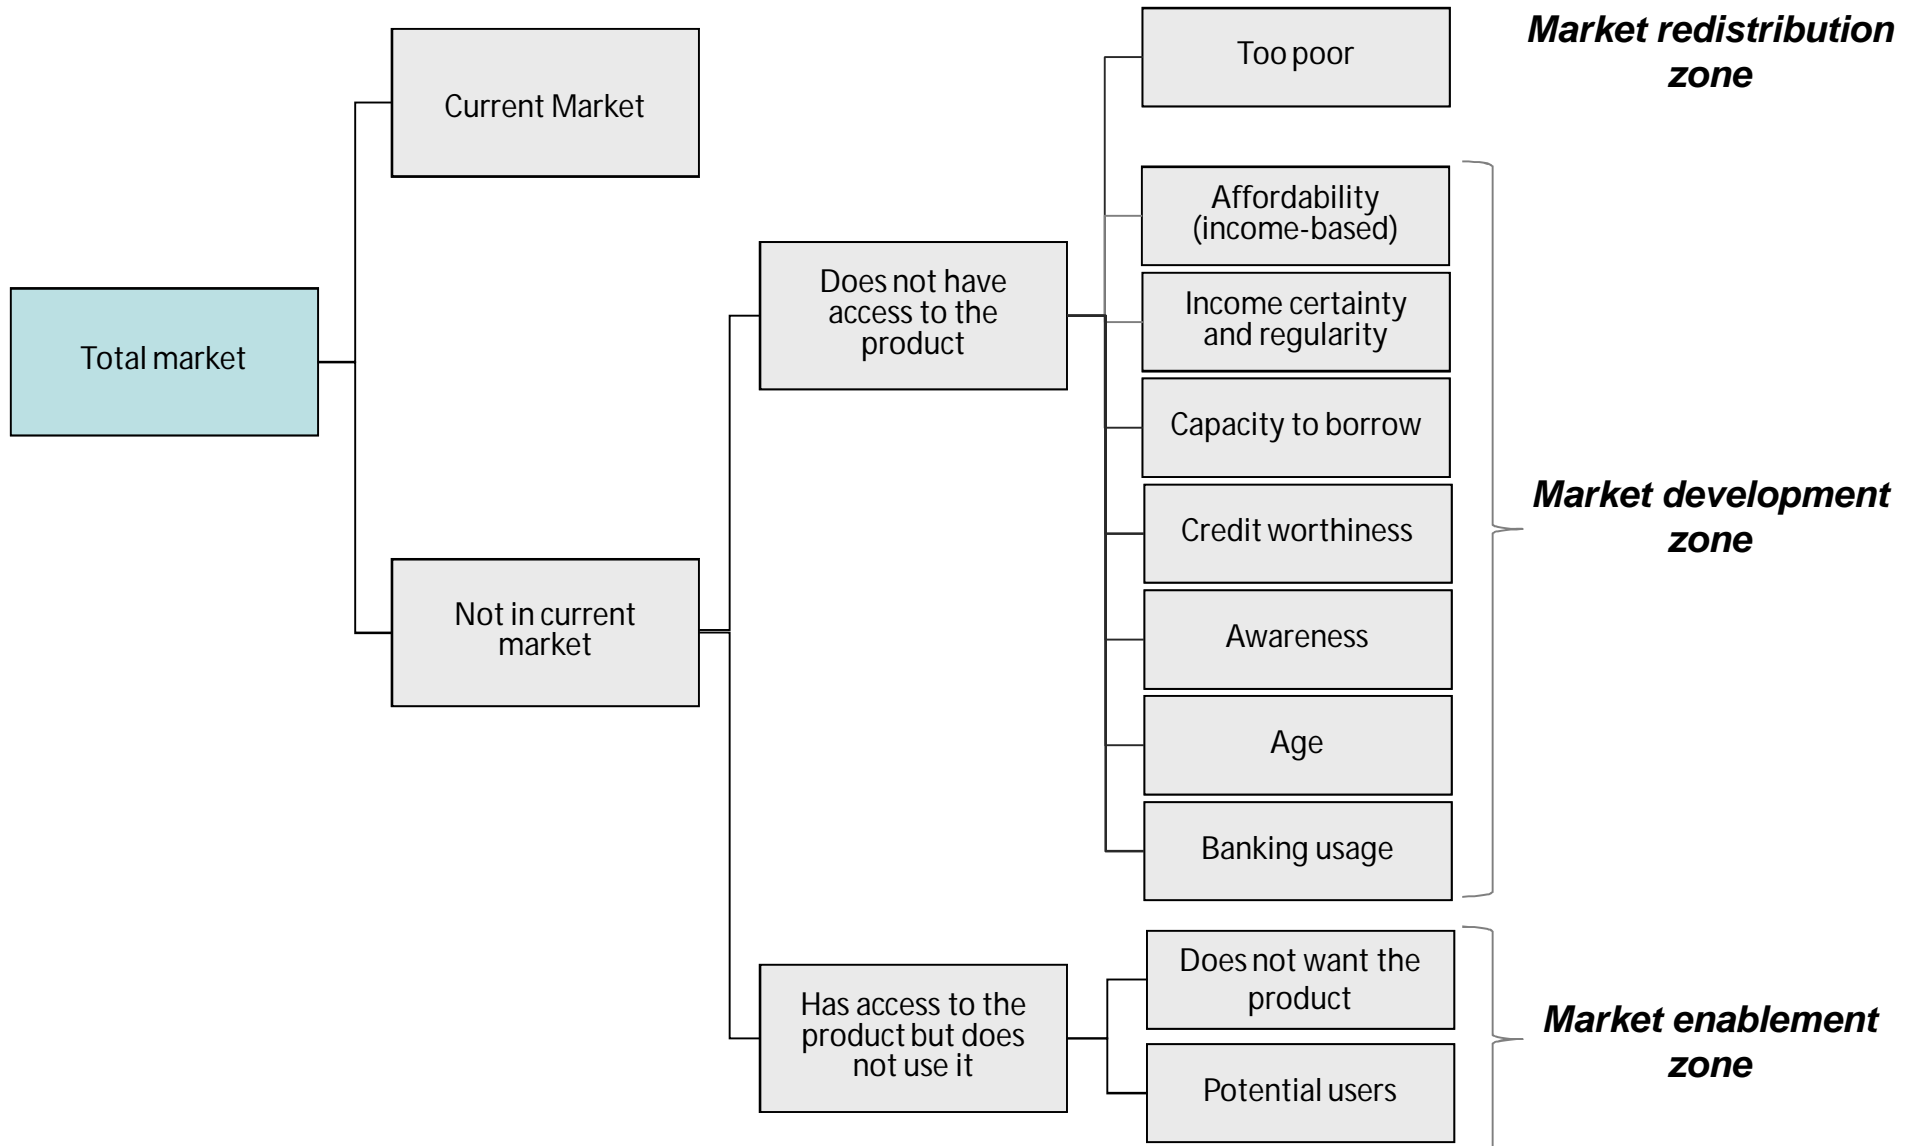 Total market
Current Market
Not in current
market
Does not have
access to the
product
Has access to the
product but does
not use it
Too poor
Affordability
(income-based)
Income certainty
and regularity
Capacity to borrow
Credit worthiness
Awareness
Age
Banking usage
Does not want the
product
Potential users
Market redistribution
zone
Market development
zone
Market enablement
zone